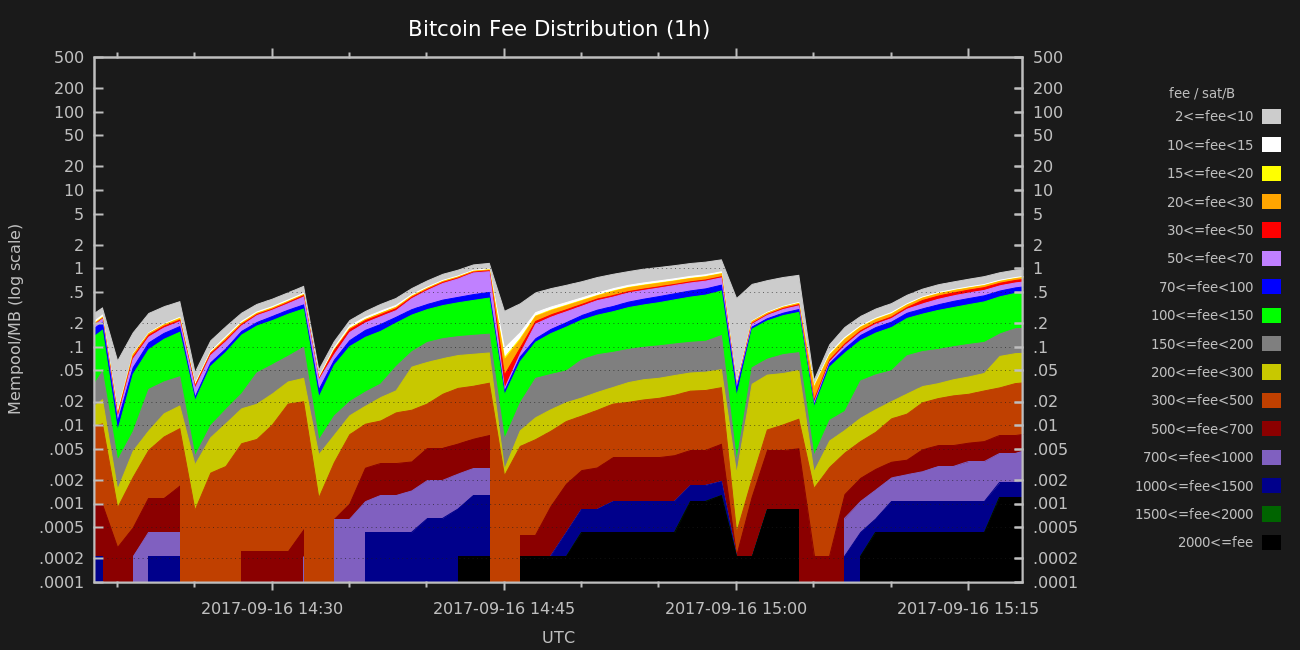 Bitcoin Fee Distribution (1h)
Mempool/MB (log scale)
500
200
100
50
20
10
5
2
1
.5
.2
.1
.05
.02
.01
.005
.002
.001
.0005
.0002
.0001
500
200
100
50
20
10
5
2
1
.5
.2
.1
.05
.02
.01
.005
.002
.001
.0005
.0002
.0001
2017-09-16 14:30
2017-09-16 14:45
2017-09-16 15:00
2017-09-16 15:15
UTC
fee / sat/B
2<=fee<10
10<=fee<15
15<=fee<20
20<=fee<30
30<=fee<50
50<=fee<70
70<=fee<100
100<=fee<150
150<=fee<200
200<=fee<300
300<=fee<500
500<=fee<700
700<=fee<1000
1000<=fee<1500
1500<=fee<2000
2000<=fee